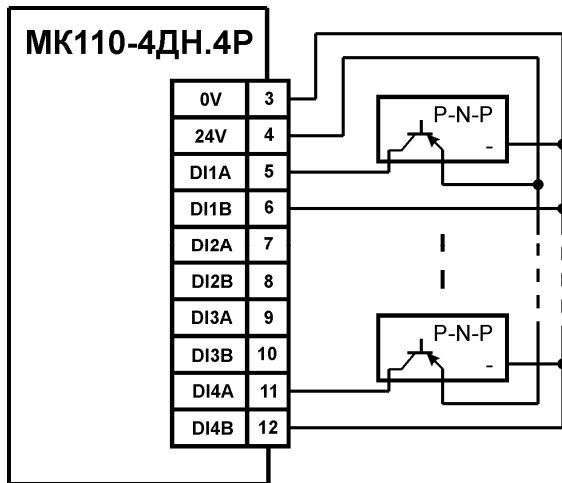 МК110-4ДН.4Р
0V 3
24V 4
P-N-P
-
DI1A 5
DI1B 6
DI2A 7
DI2B 8
DI3A 9
DI3B 10
P-N-P
-
DI4A 11
DI4B 12